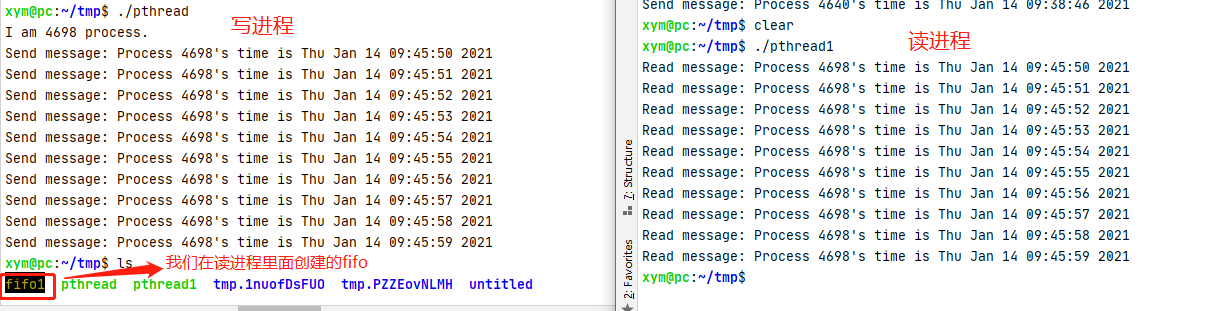 xym@pc:~/tmp$ ./pthread
写进程
I am 4698 process.
Send message: Process 4698's time is Thu Jan 14 09:45:50 2021
Send message: Process 4698's time is Thu Jan 14 09:45:51 2021
Send message: Process 4698's time is Thu Jan 14 09:45:52 2021
Send message: Process 4698's time is Thu Jan 14 09:45:53 2021
Send message: Process 4698's time is Thu Jan 14 09:45:54 2021
Send message: Process 4698's time is Thu Jan 14 09:45:55 2021
Send message: Process 4698's time is Thu Jan 14 09:45:56 2021
Send message: Process 4698's time is Thu Jan 14 09:45:57 2021
Send message: Process 4698's time is Thu Jan 14 09:45:58 2021
Send message: Process 4698's time is Thu Jan 14 09:45:59 2021
xym@pc:~/tmp$ ls
我们在读进程里面创建的fifo
fifo1 pthread pthread1 tmp.1nuofDsFUO tmp.PZZEovNLMH untitled
7: Structure
2: Favorites
Send message: Process 4640's time is Thu Jan 14 09:38:46 2021
xym@pc:~/tmp$ clear
xym@pc:~/tmp$ ./pthread1
读进程
Read message: Process 4698's time is Thu Jan 14 09:45:50 2021
Read message: Process 4698's time is Thu Jan 14 09:45:51 2021
Read message: Process 4698's time is Thu Jan 14 09:45:52 2021
Read message: Process 4698's time is Thu Jan 14 09:45:53 2021
Read message: Process 4698's time is Thu Jan 14 09:45:54 2021
Read message: Process 4698's time is Thu Jan 14 09:45:55 2021
Read message: Process 4698's time is Thu Jan 14 09:45:56 2021
Read message: Process 4698's time is Thu Jan 14 09:45:57 2021
Read message: Process 4698's time is Thu Jan 14 09:45:58 2021
Read message: Process 4698's time is Thu Jan 14 09:45:59 2021
xym@pc:~/tmp$